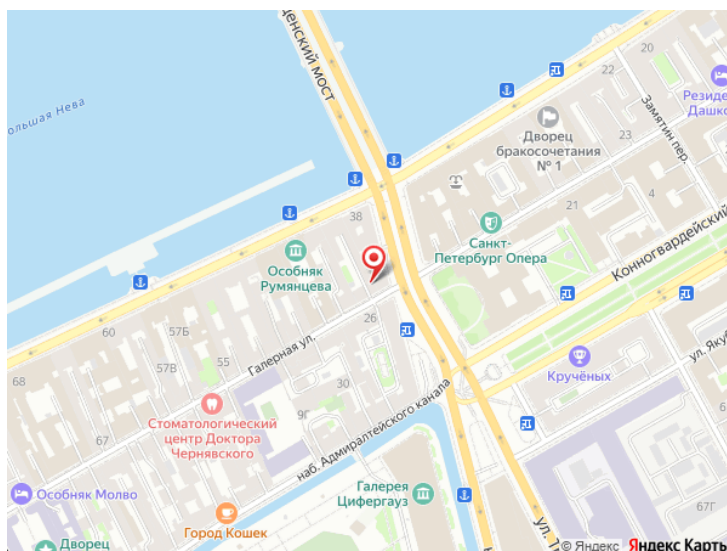 щенский мост
ольшая Нева
20
22
Резиде
Дашко
Замятин пер.
Дворец
бракосочетания
№ 1
23
4
21
38
Санкт-
Петербург Опера
Конногвардейский
Особняк
Румянцева
26
Галерная ул.
60
57Б
57В
55
68
30
9Г
67
Кручёных
ул. Якуб
Стоматологический
центр Доктора
Чернявского
наб. Адмиралтейского канала
Особняк Молво
Галерея
Цифергауз
Город Кошек
67Г
Дворец
ул. Т
© Яндекс Яндекс Карты